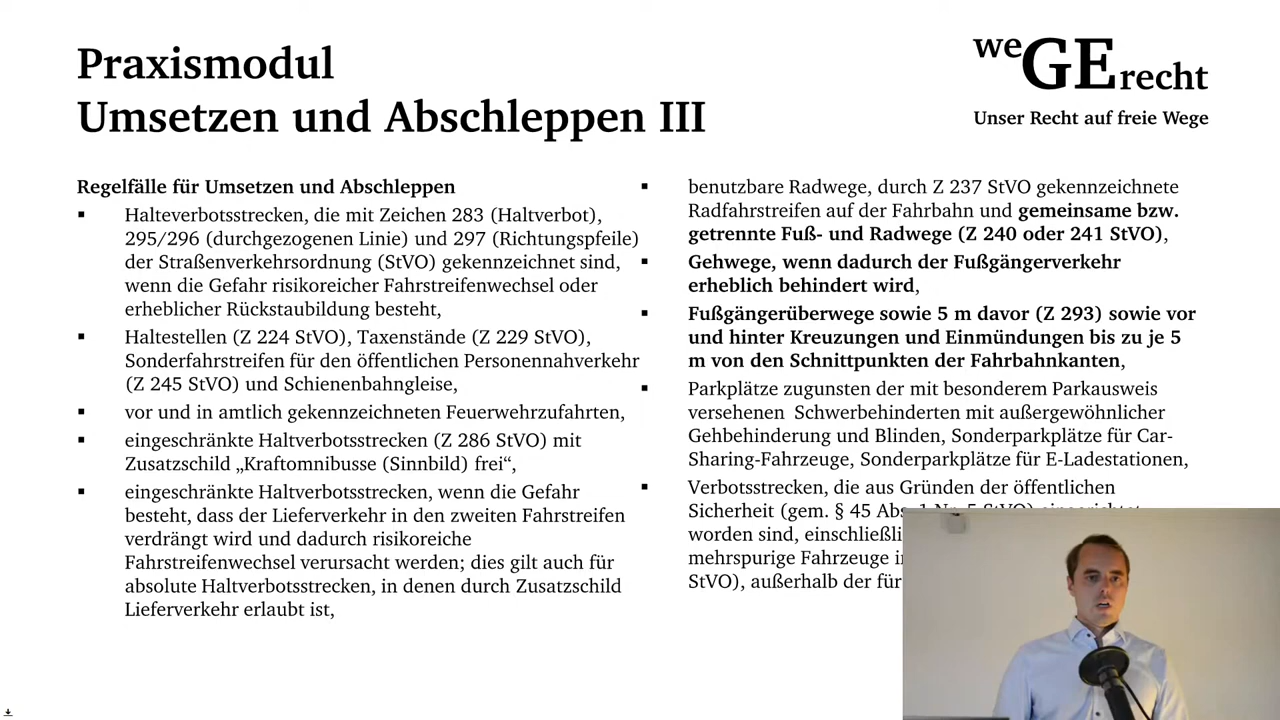 Praxismodul
Umsetzen und Abschleppen III
weGErecht
Unser Recht auf freie Wege
Regelfälle für Umsetzen und Abschleppen
▪ Halteverbotsstrecken, die mit Zeichen 283 (Haltverbot),
295/296 (durchgezogenen Linie) und 297 (Richtungspfeile)
der Straßenverkehrsordnung (StVO) gekennzeichnet sind,
wenn die Gefahr risikoreicher Fahrstreifenwechsel oder
erheblicher Rückstaubildung besteht,
▪ Haltestellen (Z 224 StVO), Taxenstände (Z 229 StVO),
Sonderfahrstreifen für den öffentlichen Personennahverkehr
(Z 245 StVO) und Schienenbahngleise,
▪ vor und in amtlich gekennzeichneten Feuerwehrzufahrten,
▪ eingeschränkte Haltverbotsstrecken (Z 286 StVO) mit
Zusatzschild „Kraftomnibusse (Sinnbild) frei“,
▪ eingeschränkte Haltverbotsstrecken, wenn die Gefahr
besteht, dass der Lieferverkehr in den zweiten Fahrstreifen
verdrängt wird und dadurch risikoreiche
Fahrstreifenwechsel verursacht werden; dies gilt auch für
absolute Haltverbotsstrecken, in denen durch Zusatzschild
Lieferverkehr erlaubt ist,
▪ benutzbare Radwege, durch Z 237 StVO gekennzeichnete
Radfahrstreifen auf der Fahrbahn und gemeinsame bzw.
getrennte Fuß- und Radwege (Z 240 oder 241 StVO),
▪ Gehwege, wenn dadurch der Fußgängerverkehr
erheblich behindert wird,
▪ Fußgängerüberwege sowie 5 m davor (Z 293) sowie vor
und hinter Kreuzungen und Einmündungen bis zu je 5
m von den Schnittpunkten der Fahrbahnkanten,
▪ Parkplätze zugunsten der mit besonderem Parkausweis
versehenen Schwerbehinderten mit außergewöhnlicher
Gehbehinderung und Blinden, Sonderparkplätze für Car-
Sharing-Fahrzeuge, Sonderparkplätze für E-Ladestationen,
▪ Verbotsstrecken, die aus Gründen der öffentlichen
Sicherheit (gem. § 45 Abs. 1 Nr. 5 StVO) eingerichtet
worden sind, einschließli
mehrspurige Fahrzeuge i
StVO), außerhalb der für